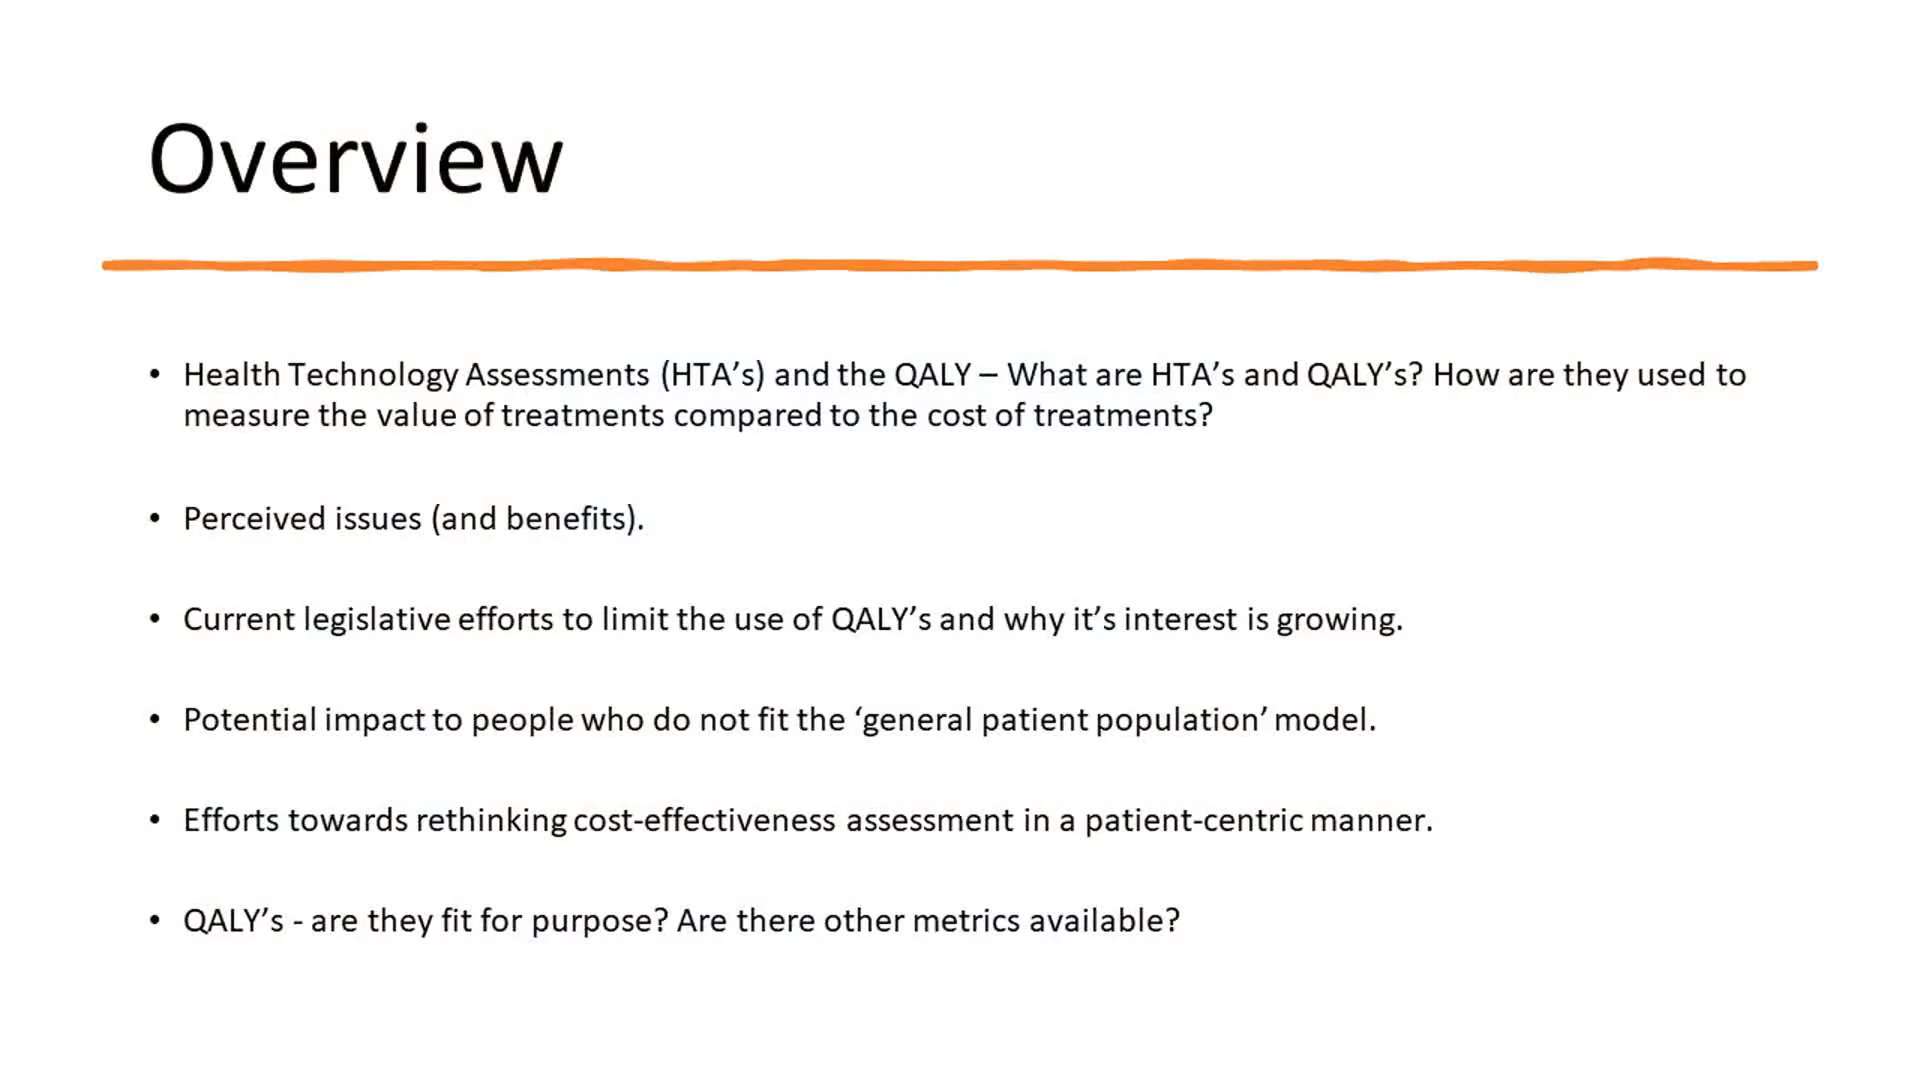 Overview
• Health Technology Assessments (HTA’s) and the QALY – What are HTA’s and QALY’s? How are they used to
measure the value of treatments compared to the cost of treatments?
• Perceived issues (and benefits).
• Current legislative efforts to limit the use of QALY’s and why it’s interest is growing.
• Potential impact to people who do not fit the ‘general patient population’ model.
• Efforts towards rethinking cost-effectiveness assessment in a patient-centric manner.
• QALY’s - are they fit for purpose? Are there other metrics available?